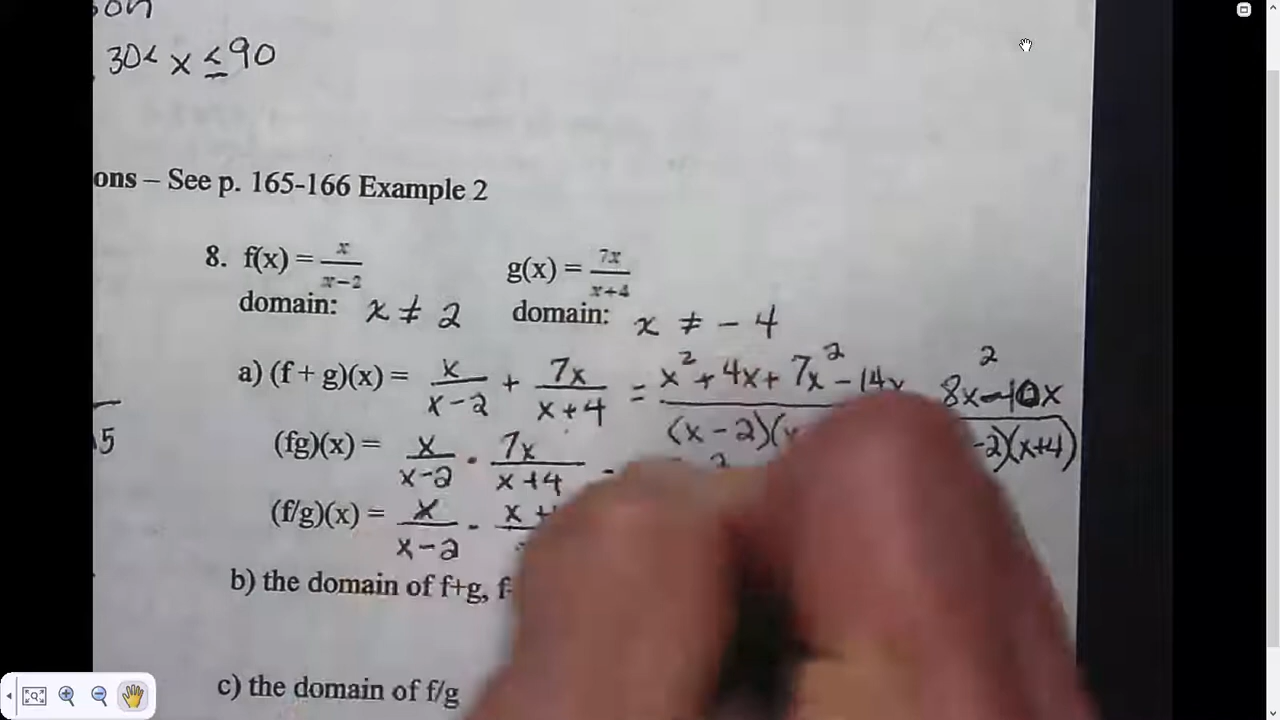 30< x ≤ 90
ons – See p. 165-166 Example 2
8. f(x) = x/(x−2) g(x) = 7x/(x+4)
domain: x ≠ 2 domain: x ≠ - 4
a) (f + g)(x) = x/(x-2) + 7x/(x+4) = (x² + 4x + 7x² - 14x)/((x-2)( 8x² - 10x / -2)(x+4)
5
(fg)(x) = x/(x-2) · 7x/(x+4)
(f/g)(x) = x/(x-2) · x +
b) the domain of f+g, f-
c) the domain of f/g